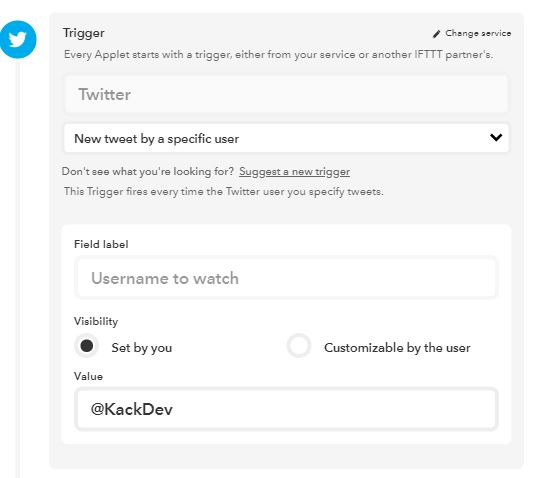 Trigger
Change service
Every Applet starts with a trigger, either from your service or another IFTTT partner's.
Twitter
New tweet by a specific user
Don't see what you're looking for? Suggest a new trigger
This Trigger fires every time the Twitter user you specify tweets.
Field label
Username to watch
Visibility
Set by you
Customizable by the user
Value
@KackDev